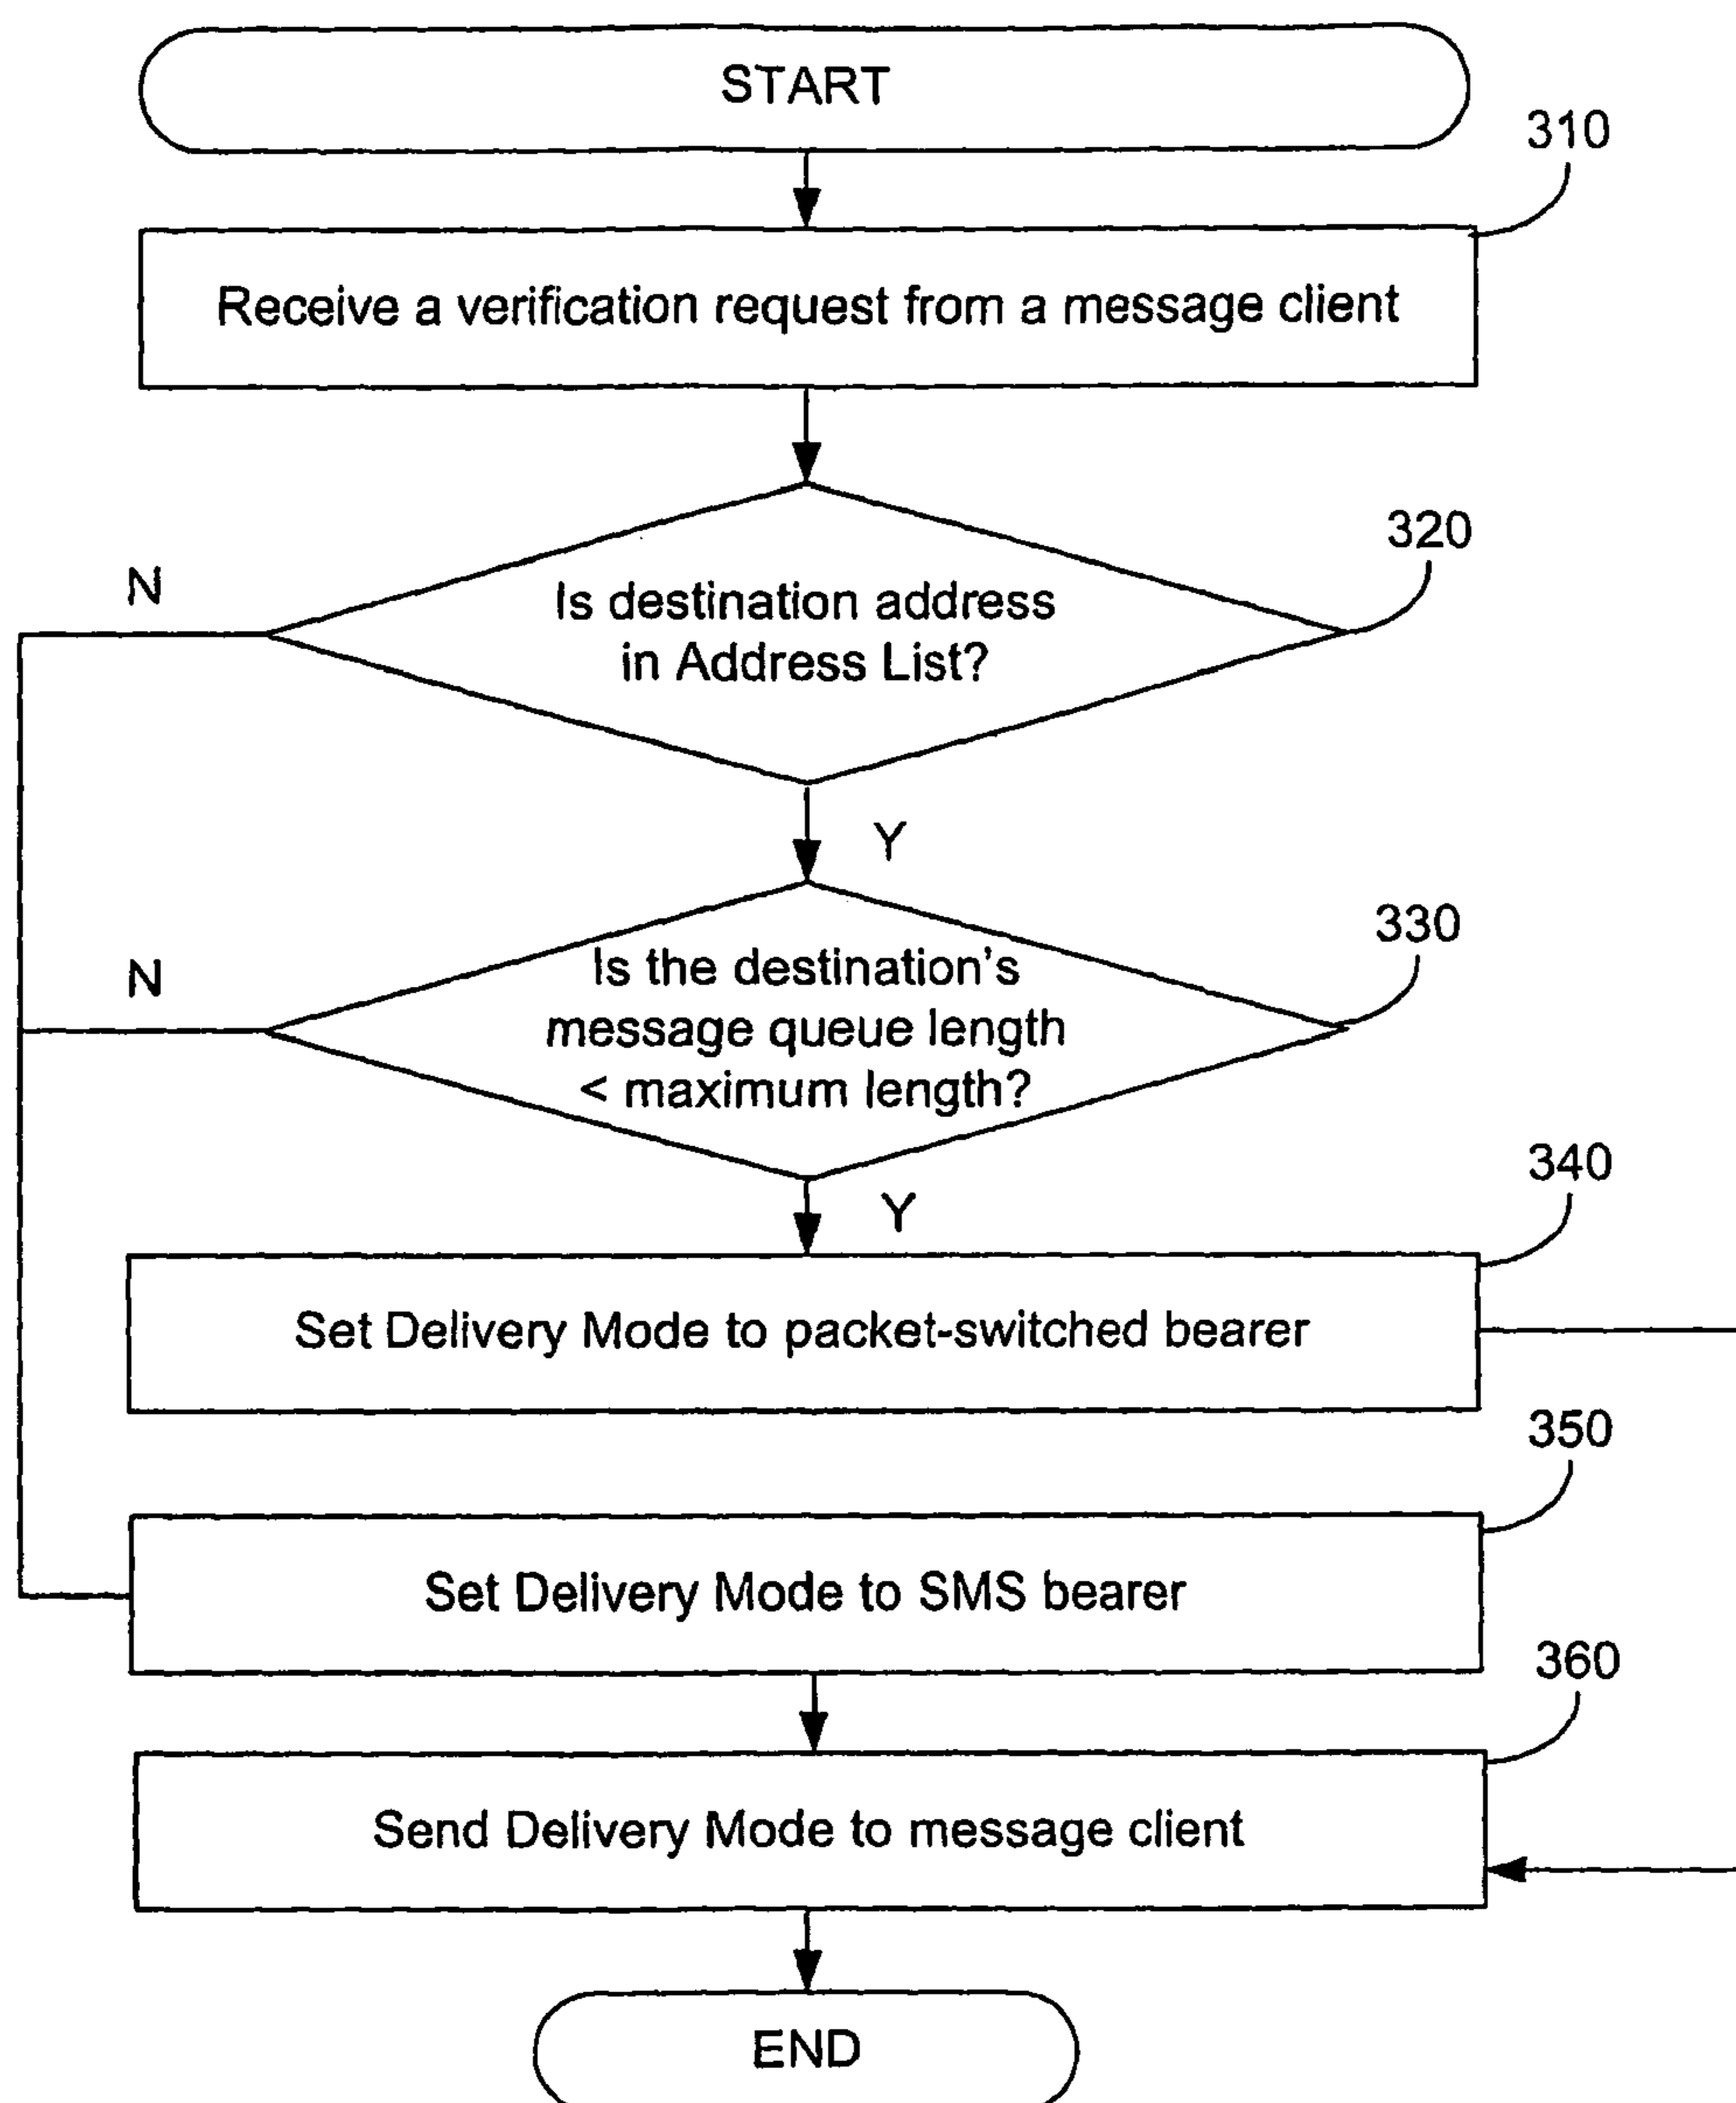 START
310
Receive a verification request from a message client
320
N
Is destination address
in Address List?
Y
330
N
Is the destination's
message queue length
< maximum length?
Y
340
Set Delivery Mode to packet-switched bearer
350
Set Delivery Mode to SMS bearer
360
Send Delivery Mode to message client
END